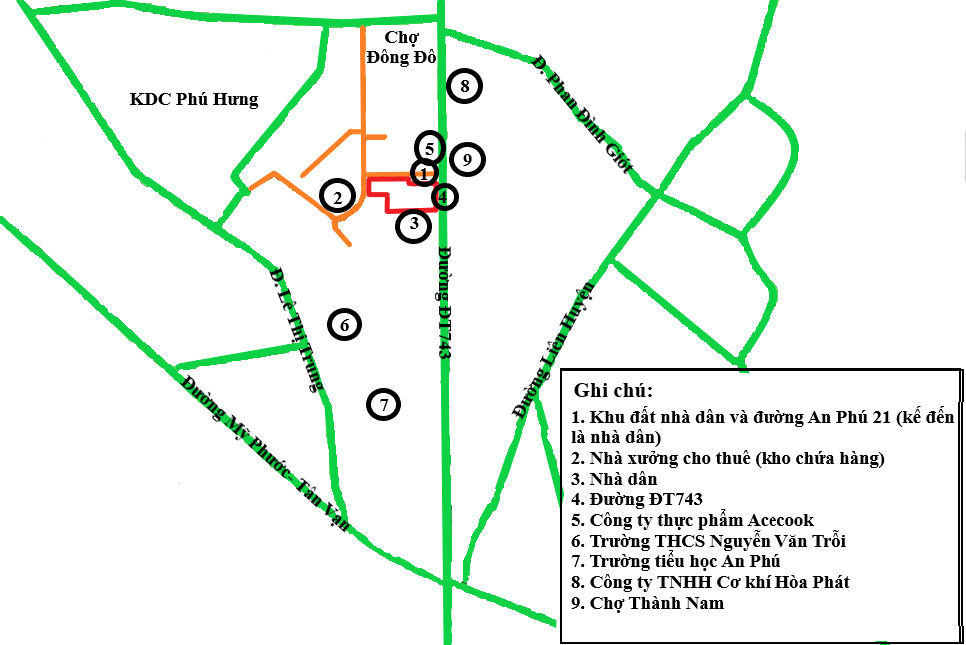 Chợ
Đông Đô
KDC Phú Hưng
Đ. Phan Đình Giót
8
5
9
1
2
4
3
Đường ĐT743
Đ. Lê Thị Trung
6
Đường Liên Huyện
7
Đường Mỹ Phước- Tân Vạn
Ghi chú:
1. Khu đất nhà dân và đường An Phú 21 (kế đến
là nhà dân)
2. Nhà xưởng cho thuê (kho chứa hàng)
3. Nhà dân
4. Đường ĐT743
5. Công ty thực phẩm Acecook
6. Trường THCS Nguyễn Văn Trỗi
7. Trường tiểu học An Phú
8. Công ty TNHH Cơ khí Hòa Phát
9. Chợ Thành Nam